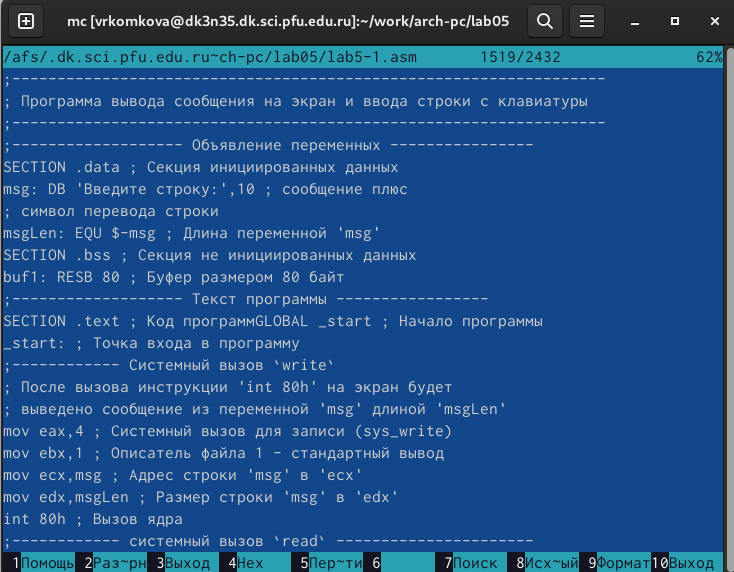 mc [vrkomkova@dk3n35.dk.sci.pfu.edu.ru]:~/work/arch-pc/lab05
/afs/.dk.sci.pfu.edu.ru~ch-pc/lab05/lab5-1.asm 1519/2432 62%
;------------------------------------------------------------------
; Программа вывода сообщения на экран и ввода строки с клавиатуры
;------------------------------------------------------------------
;------------------- Объявление переменных ----------------
SECTION .data ; Секция инициированных данных
msg: DB 'Введите строку:',10 ; сообщение плюс
; символ перевода строки
msgLen: EQU $-msg ; Длина переменной 'msg'
SECTION .bss ; Секция не инициированных данных
buf1: RESB 80 ; Буфер размером 80 байт
;------------------- Текст программы -----------------
SECTION .text ; Код программGLOBAL _start ; Начало программы
_start: ; Точка входа в программу
;------------ Системный вызов `write`
; После вызова инструкции 'int 80h' на экран будет
; выведено сообщение из переменной 'msg' длиной 'msgLen'
mov eax,4 ; Системный вызов для записи (sys_write)
mov ebx,1 ; Описатель файла 1 - стандартный вывод
mov ecx,msg ; Адрес строки 'msg' в 'ecx'
mov edx,msgLen ; Размер строки 'msg' в 'edx'
int 80h ; Вызов ядра
;------------ системный вызов `read` ----------------------
1Помощь 2Раз~рн 3Выход 4Hex 5Пер~ти 6 7Поиск 8Исх~ый 9Формат 10Выход